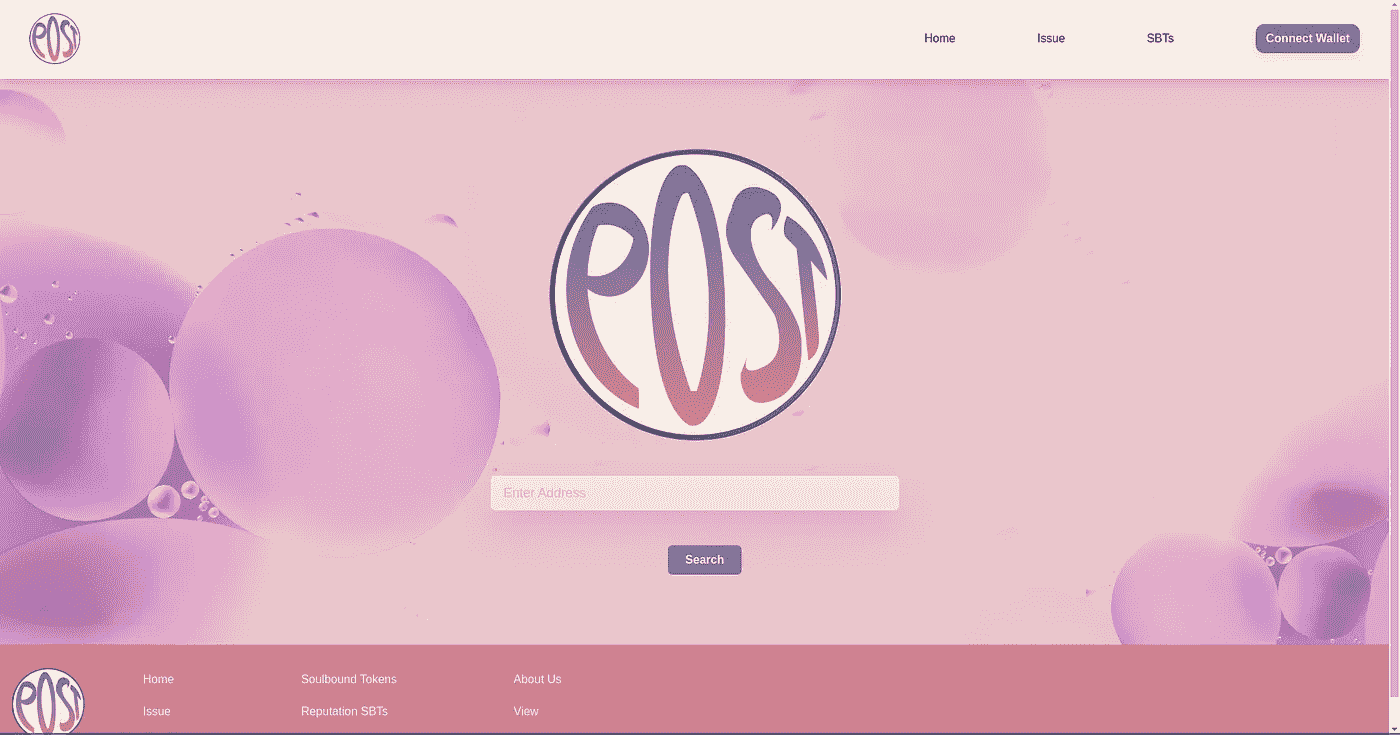 POST
Home
Issue
SBTs
Connect Wallet
POST
Enter Address
Search
POST
Home
Soulbound Tokens
About Us
Issue
Reputation SBTs
View